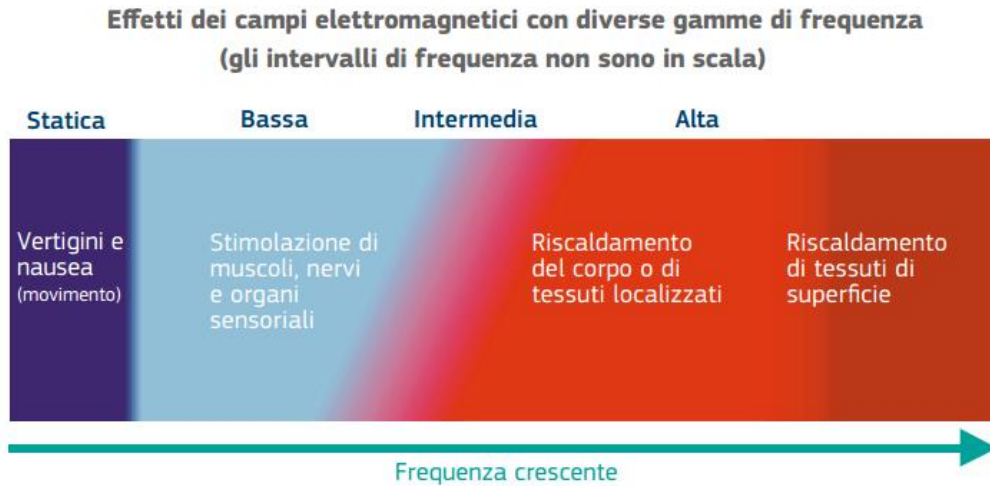 Effetti dei campi elettromagnetici con diverse gamme di frequenza
(gli intervalli di frequenza non sono in scala)
Statica Bassa Intermedia Alta
Vertigini e
nausea
(movimento)
Stimolazione di
muscoli, nervi
e organi
sensoriali
Riscaldamento
del corpo o di
tessuti localizzati
Riscaldamento
di tessuti di
superficie
Frequenza crescente